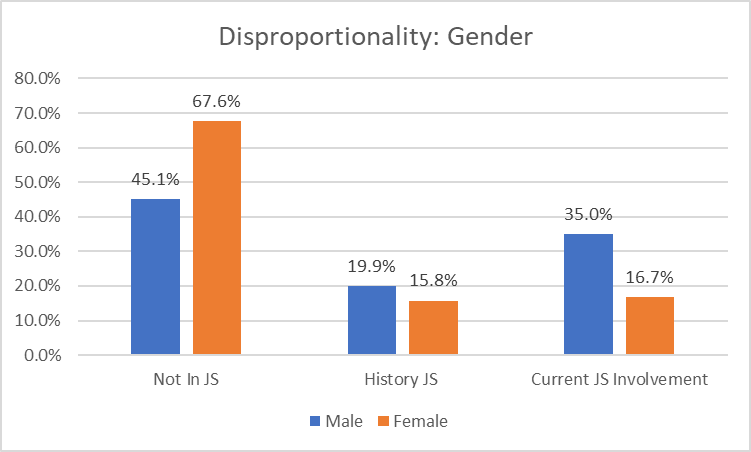 Disproportionality: Gender
80.0%
70.0%
60.0%
50.0%
40.0%
30.0%
20.0%
10.0%
0.0%
45.1%
67.6%
19.9%
15.8%
35.0%
16.7%
Not In JS
History JS
Current JS Involvement
Male
Female